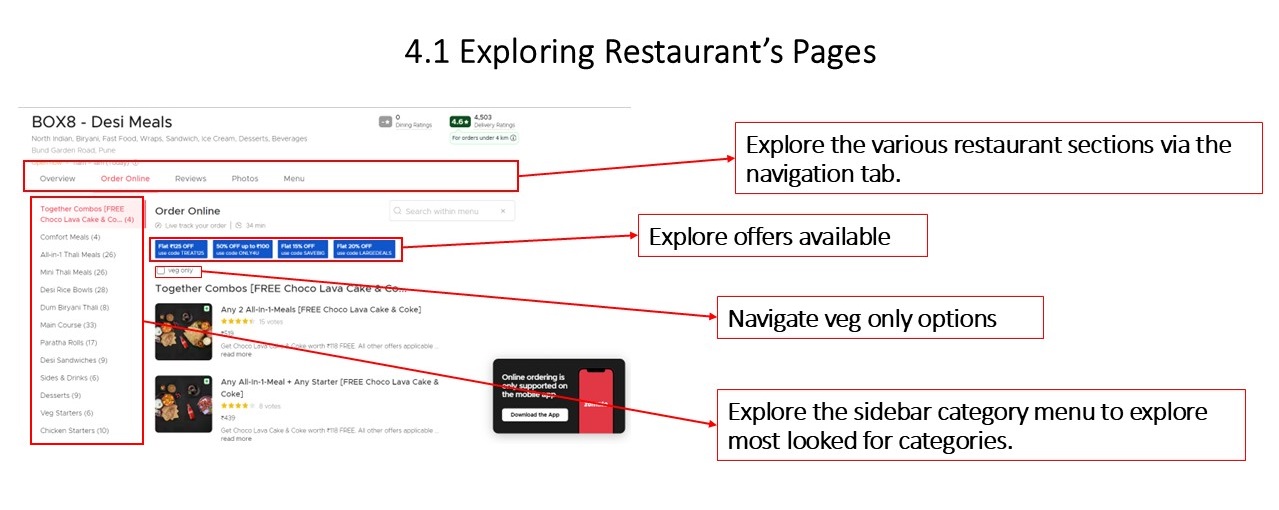 4.1 Exploring Restaurant’s Pages
BOX8 - Desi Meals
North Indian, Biryani, Fast Food, Wraps, Sandwich, Ice Cream, Desserts, Beverages
Bund Garden Road, Pune
0
Dining Ratings
4.6★ 4,503
Delivery Ratings
For orders under 4 km
Overview Order Online Reviews Photos Menu
Together Combos [FREE
Choco Lava Cake & Co... (4)
Comfort Meals (4)
All-in-1 Thali Meals (26)
Mini Thali Meals (26)
Desi Rice Bowls (28)
Dum Biryani Thali (8)
Main Course (33)
Paratha Rolls (17)
Desi Sandwiches (9)
Sides & Drinks (6)
Desserts (9)
Veg Starters (6)
Chicken Starters (10)
Order Online
Search within menu ×
Live track your order | 34 min
Flat ₹125 OFF
use code TREAT125
50% OFF up to ₹100
use code ONLY4U
Flat 15% OFF
use code SAVEBIG
Flat 20% OFF
use code LARGEDEALS
veg only
Together Combos [FREE Choco Lava Cake & Co...
Any 2 All-in-1-Meals [FREE Choco Lava Cake & Coke]
15 votes
₹519
Get Choco Lava Cake & Coke worth ₹118 FREE. All other offers applicable ...
read more
Any All-in-1-Meal + Any Starter [FREE Choco Lava Cake &
Coke]
8 votes
₹439
Get Choco Lava Cake & Coke worth ₹118 FREE. All other offers applicable ...
read more
Online ordering is
only supported on
the mobile app
Download the App
Explore the various restaurant sections via the
navigation tab.
Explore offers available
Navigate veg only options
Explore the sidebar category menu to explore
most looked for categories.